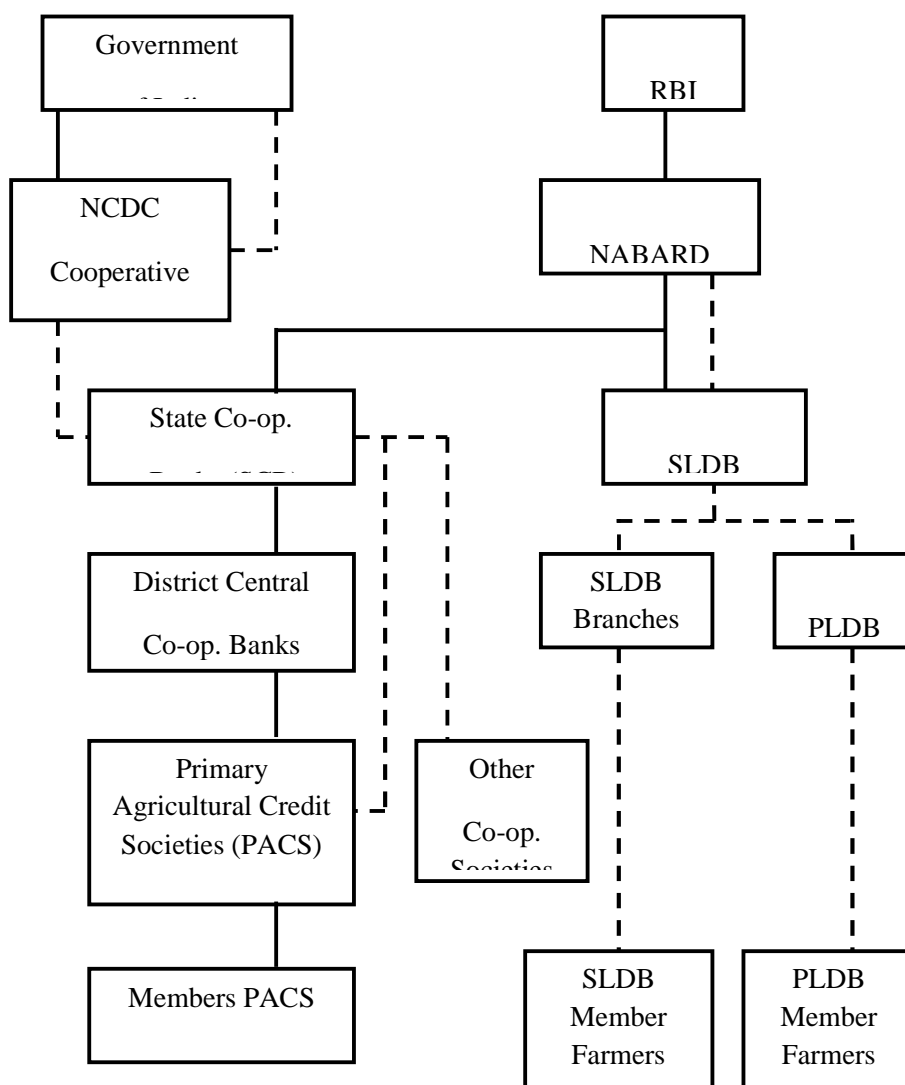 Government
RBI
NCDC
Cooperative
NABARD
State Co-op.
SLDB
District Central
Co-op. Banks
SLDB
Branches
PLDB
Primary
Agricultural Credit
Societies (PACS)
Other
Co-op.
Societies
Members PACS
SLDB
Member
Farmers
PLDB
Member
Farmers